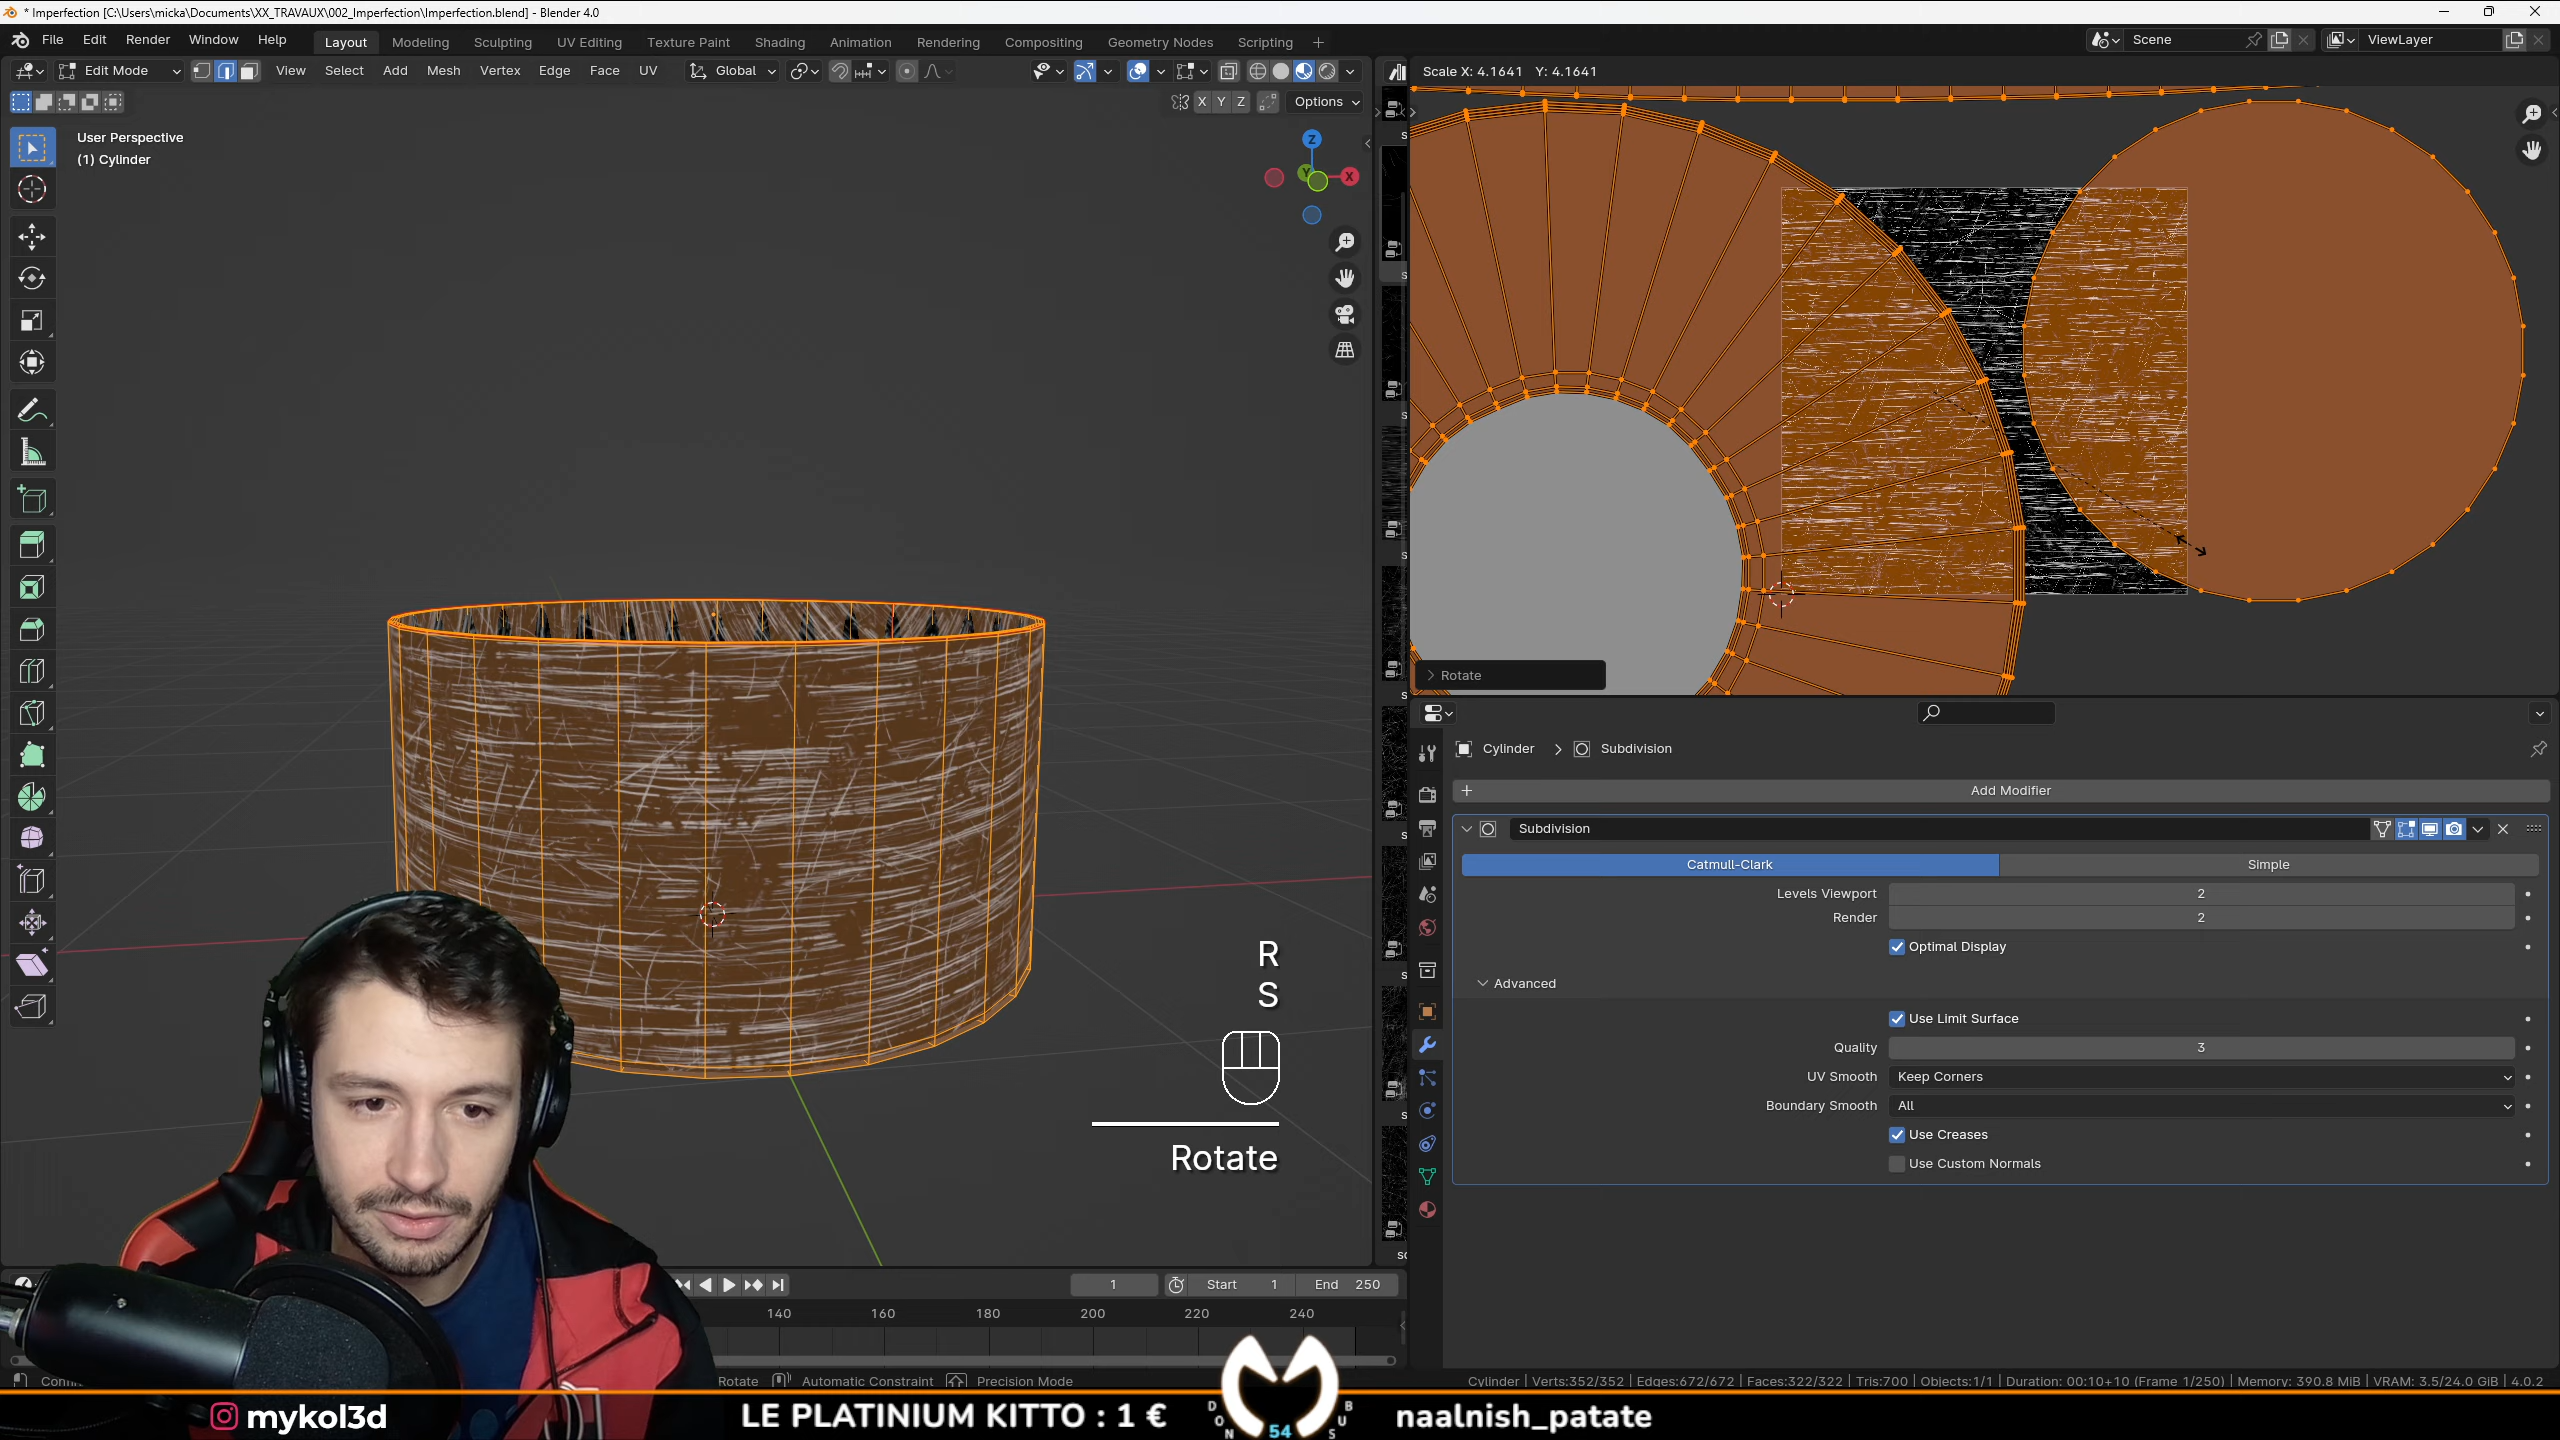 * Imperfection [C:\Users\micka\Documents\XX_TRAVAUX\002_Imperfection\Imperfection.blend] - Blender 4.0
File Edit Render Window Help Layout Modeling Sculpting UV Editing Texture Paint Shading Animation Rendering Compositing Geometry Nodes Scripting Scene ViewLayer
Edit Mode View Select Add Mesh Vertex Edge Face UV Global
Scale X: 4.1641 Y: 4.1641
X Y Z Options
User Perspective
(1) Cylinder
Z
Y
X
Rotate
Cylinder Subdivision
Add Modifier
Subdivision
Catmull-Clark Simple
Levels Viewport 2
Render 2
Optimal Display
Advanced
Use Limit Surface
Quality 3
UV Smooth Keep Corners
Boundary Smooth All
Use Creases
Use Custom Normals
R
S
Rotate
1 Start 1 End 250
140 160 180 200 220 240
Rotate Automatic Constraint Precision Mode
Cylinder | Verts:352/352 | Edges:672/672 | Faces:322/322 | Tris:700 | Objects:1/1 | Duration: 00:10+10 (Frame 1/250) | Memory: 390.8 MiB | VRAM: 3.5/24.0 GiB | 4.0.2
mykol3d
LE PLATINIUM KITTO : 1 €
DON 54 BUS
naalnish_patate